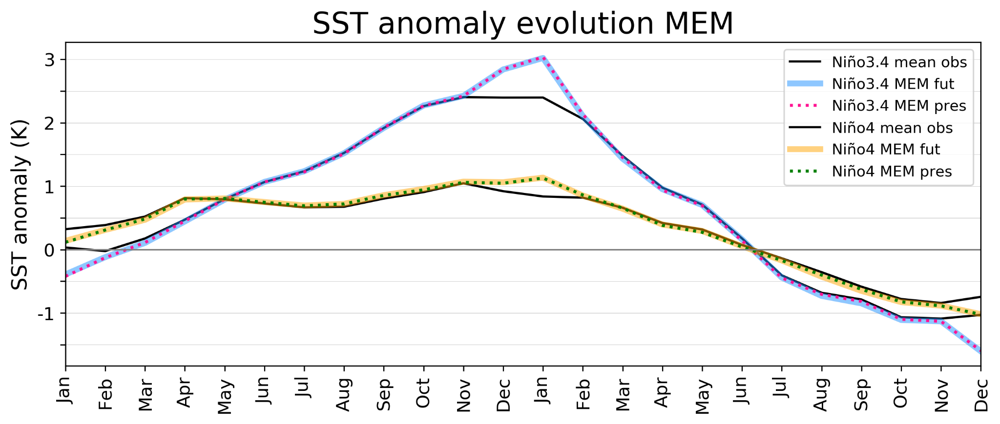 SST anomaly evolution MEM
SST anomaly (K)
3
2
1
0
-1
Niño3.4 mean obs
Niño3.4 MEM fut
Niño3.4 MEM pres
Niño4 mean obs
Niño4 MEM fut
Niño4 MEM pres
Jan
Feb
Mar
Apr
May
Jun
Jul
Aug
Sep
Oct
Nov
Dec
Jan
Feb
Mar
Apr
May
Jun
Jul
Aug
Sep
Oct
Nov
Dec